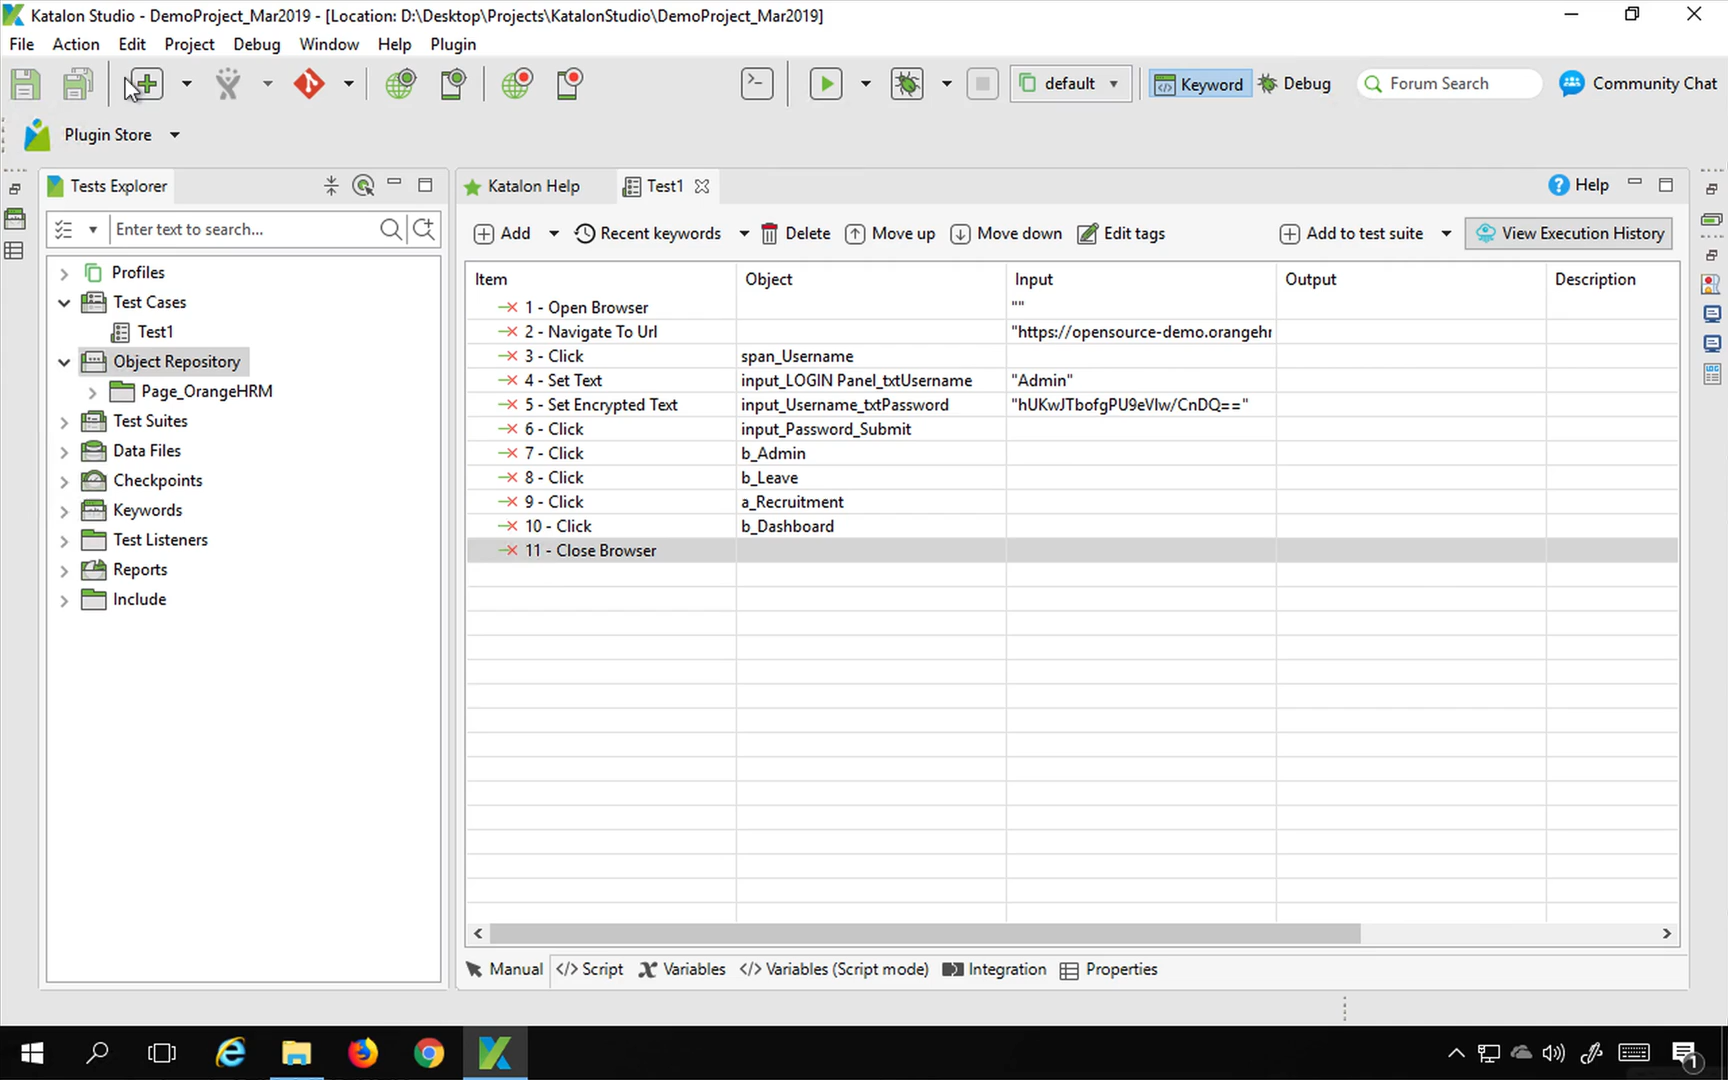 Katalon Studio - DemoProject_Mar2019 - [Location: D:\Desktop\Projects\KatalonStudio\DemoProject_Mar2019]
File Action Edit Project Debug Window Help Plugin
default Keyword Debug Forum Search Community Chat
Plugin Store
Tests Explorer
Katalon Help Test1 Help
Enter text to search...
Add Recent keywords Delete Move up Move down Edit tags Add to test suite View Execution History
Profiles
Test Cases
Test1
Object Repository
Page_OrangeHRM
Test Suites
Data Files
Checkpoints
Keywords
Test Listeners
Reports
Include
Item Object Input Output Description
1 - Open Browser ""
2 - Navigate To Url "https://opensource-demo.orangehr
3 - Click span_Username
4 - Set Text input_LOGIN Panel_txtUsername "Admin"
5 - Set Encrypted Text input_Username_txtPassword "hUKwJTbofgPU9eVlw/CnDQ=="
6 - Click input_Password_Submit
7 - Click b_Admin
8 - Click b_Leave
9 - Click a_Recruitment
10 - Click b_Dashboard
11 - Close Browser
Manual </> Script Variables </> Variables (Script mode) Integration Properties
1